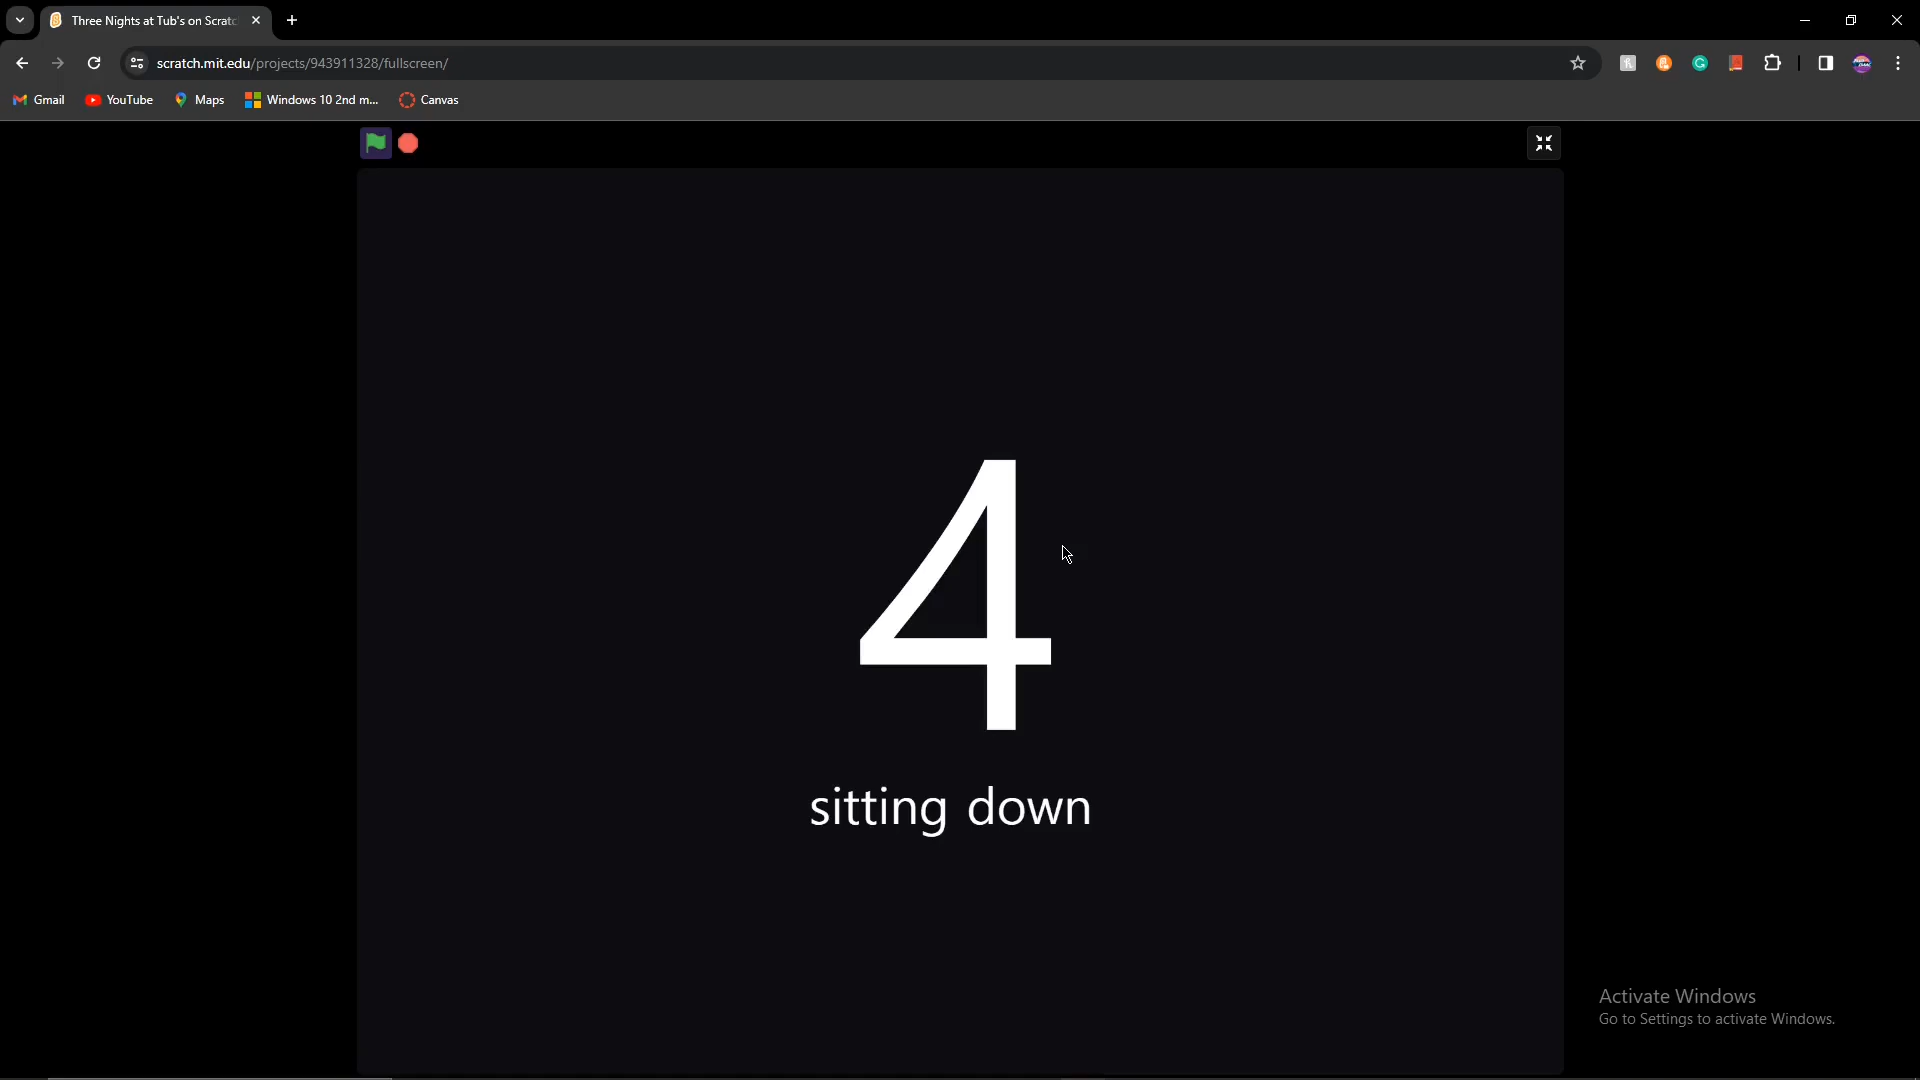 Three Nights at Tub's on Scratc
scratch.mit.edu/projects/943911328/fullscreen/
Gmail
YouTube
Maps
Windows 10 2nd m...
Canvas
4
sitting down
Activate Windows
Go to Settings to activate Windows.